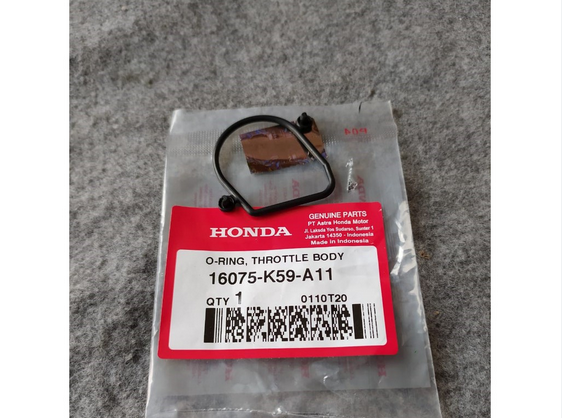 HONDA
GENUINE PARTS
PT Astra Honda Motor
Jl. Laksda Yos Sudarso, Sunter 1
Jakarta 14350 - Indonesia
Made in Indonesia
O-RING, THROTTLE BODY
16075-K59-A11
QTY 1 0110T20